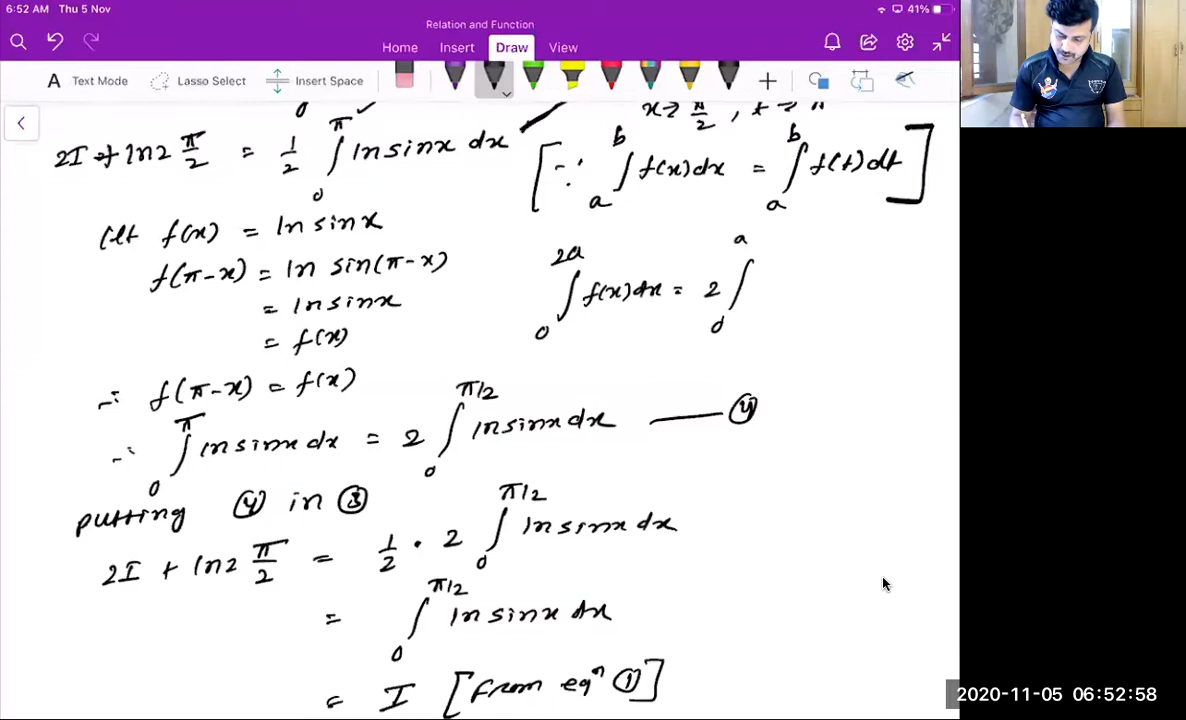 6:52 AM Thu 5 Nov
41%
Relation and Function
Home Insert Draw View
A Text Mode Lasso Select Insert Space
x → π/2 , t → π
2I + ln2 π/2 = 1/2 ∫₀^π ln sinx dx
[∵ ∫ₐᵇ f(x)dx = ∫ₐᵇ f(t)dt]
let f(x) = ln sinx
f(π-x) = ln sin(π-x)
= ln sinx
= f(x)
∫₀^2a f(x)dx = 2 ∫₀^a
∴ f(π-x) = f(x)
∴ ∫₀^π ln sinx dx = 2 ∫₀^π/2 ln sinx dx —— ④
putting ④ in ③
2I + ln2 π/2 = 1/2 · 2 ∫₀^π/2 ln sinx dx
= ∫₀^π/2 ln sinx dx
= I [from eqⁿ ①]
2020-11-05 06:52:58